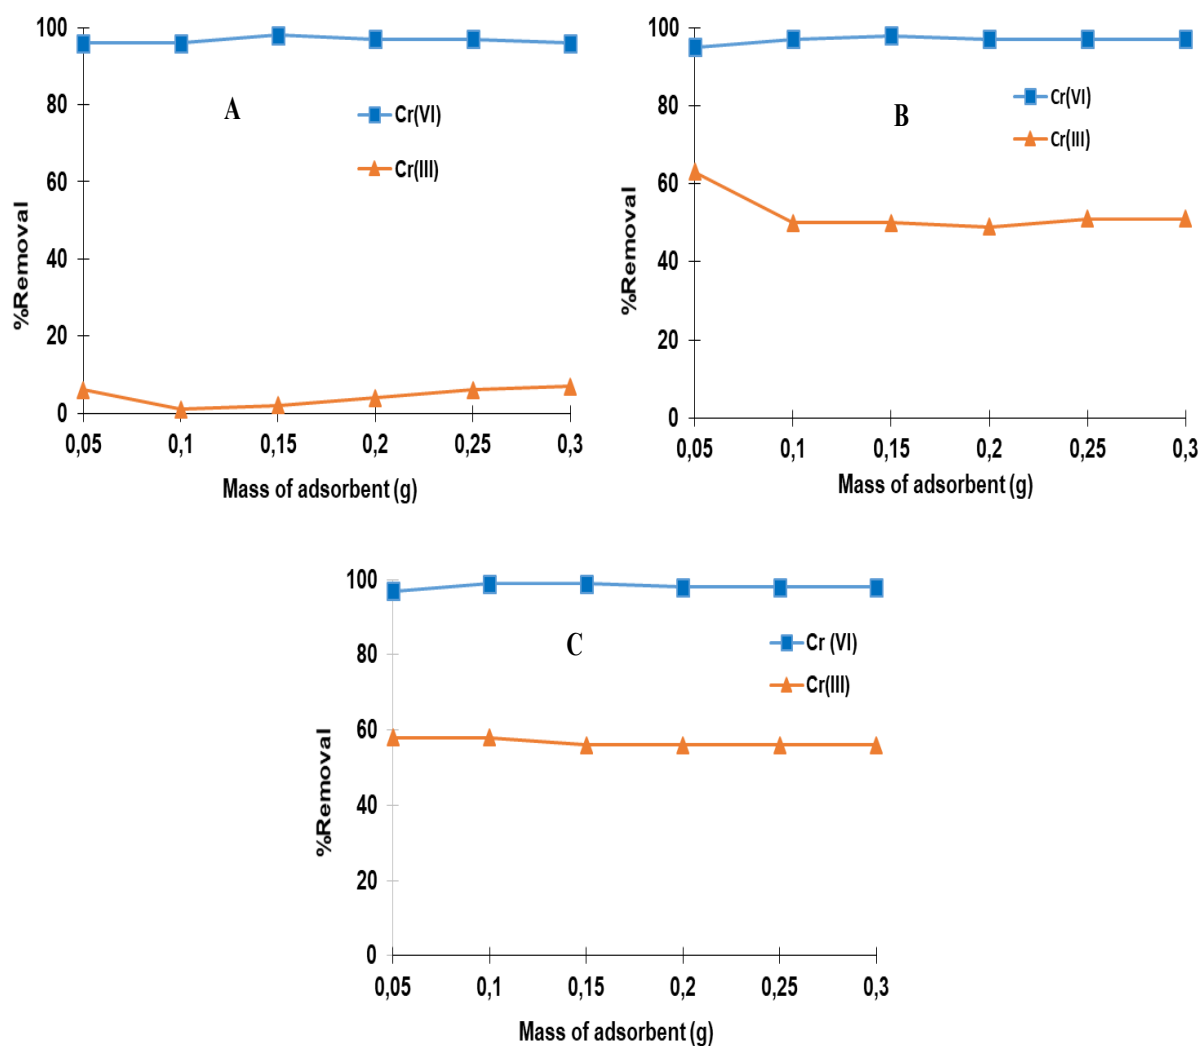 A
Cr(VI)
Cr(III)
%Removal
100
80
60
40
20
0
0,05 0,1 0,15 0,2 0,25 0,3
Mass of adsorbent (g)
B
Cr(VI)
Cr(III)
%Removal
100
80
60
40
20
0
0,05 0,1 0,15 0,2 0,25 0,3
Mass of adsorbent (g)
C
Cr (VI)
Cr(III)
%Removal
100
80
60
40
20
0
0,05 0,1 0,15 0,2 0,25 0,3
Mass of adsorbent (g)